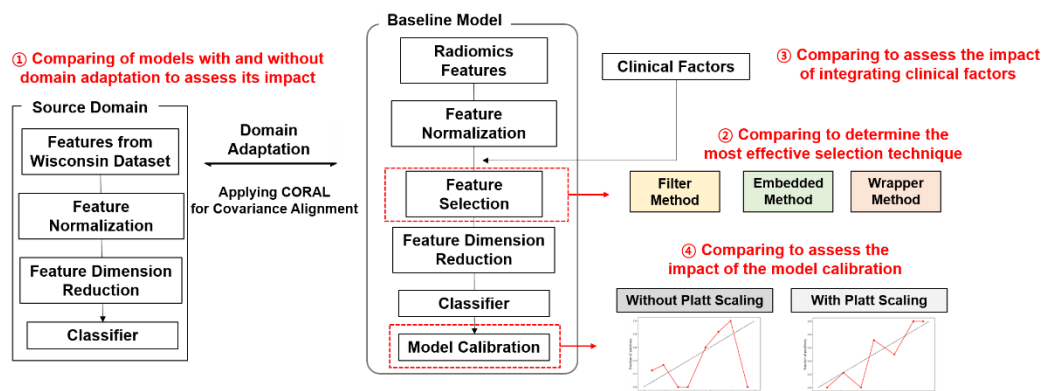 ① Comparing of models with and without
domain adaptation to assess its impact
Source Domain
Features from
Wisconsin Dataset
Feature
Normalization
Feature Dimension
Reduction
Classifier
Domain
Adaptation
Applying CORAL
for Covariance Alignment
Baseline Model
Radiomics
Features
Feature
Normalization
Feature
Selection
Feature Dimension
Reduction
Classifier
Model Calibration
Clinical Factors
③ Comparing to assess the impact
of integrating clinical factors
② Comparing to determine the
most effective selection technique
Filter
Method
Embedded
Method
Wrapper
Method
④ Comparing to assess the
impact of the model calibration
Without Platt Scaling
With Platt Scaling